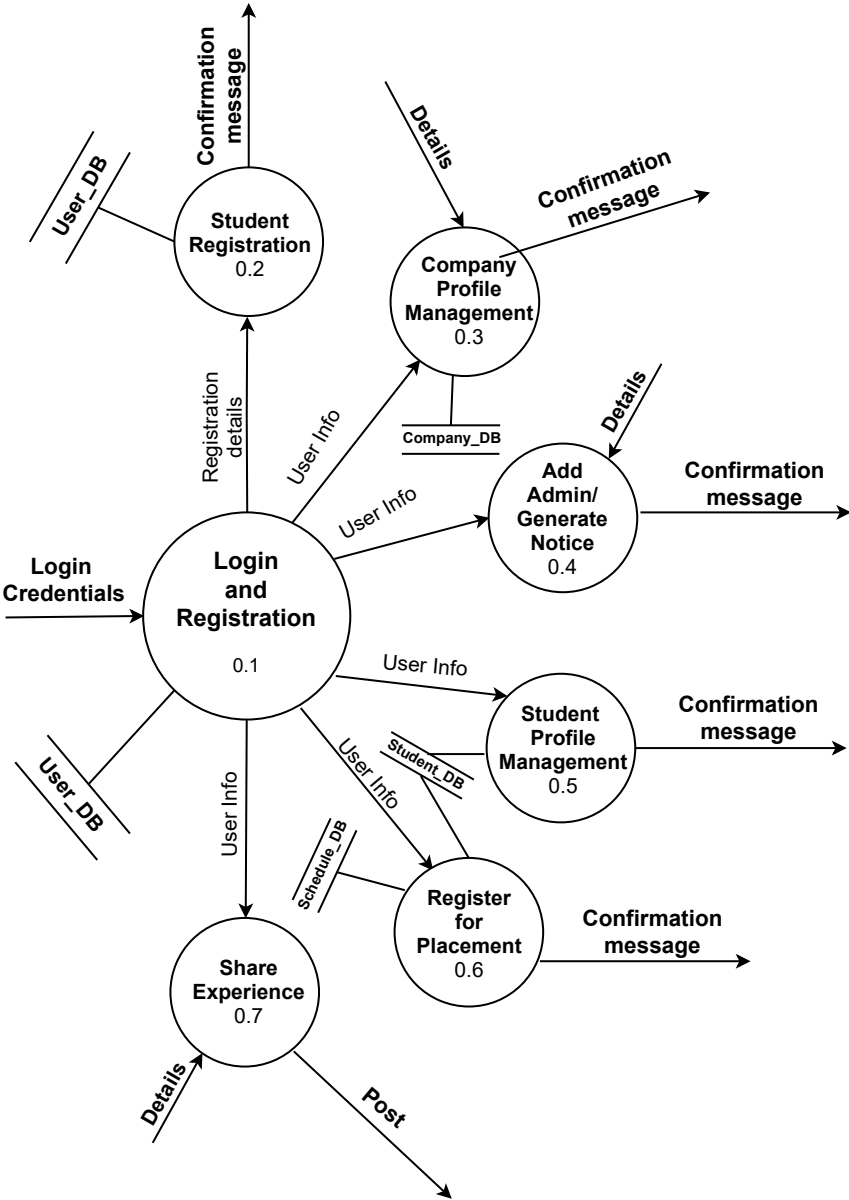 Confirmation
message
User_DB
Student
Registration
0.2
Details
Confirmation
message
Company
Profile
Management
0.3
Registration
details
User Info
Company_DB
Details
Add
Admin/
Generate
Notice
0.4
Confirmation
message
User Info
Login
Credentials
Login
and
Registration
0.1
User Info
Student
Profile
Management
0.5
Confirmation
message
User_DB
User Info
User Info
Student_DB
Schedule_DB
Register
for
Placement
0.6
Confirmation
message
Share
Experience
0.7
Details
Post